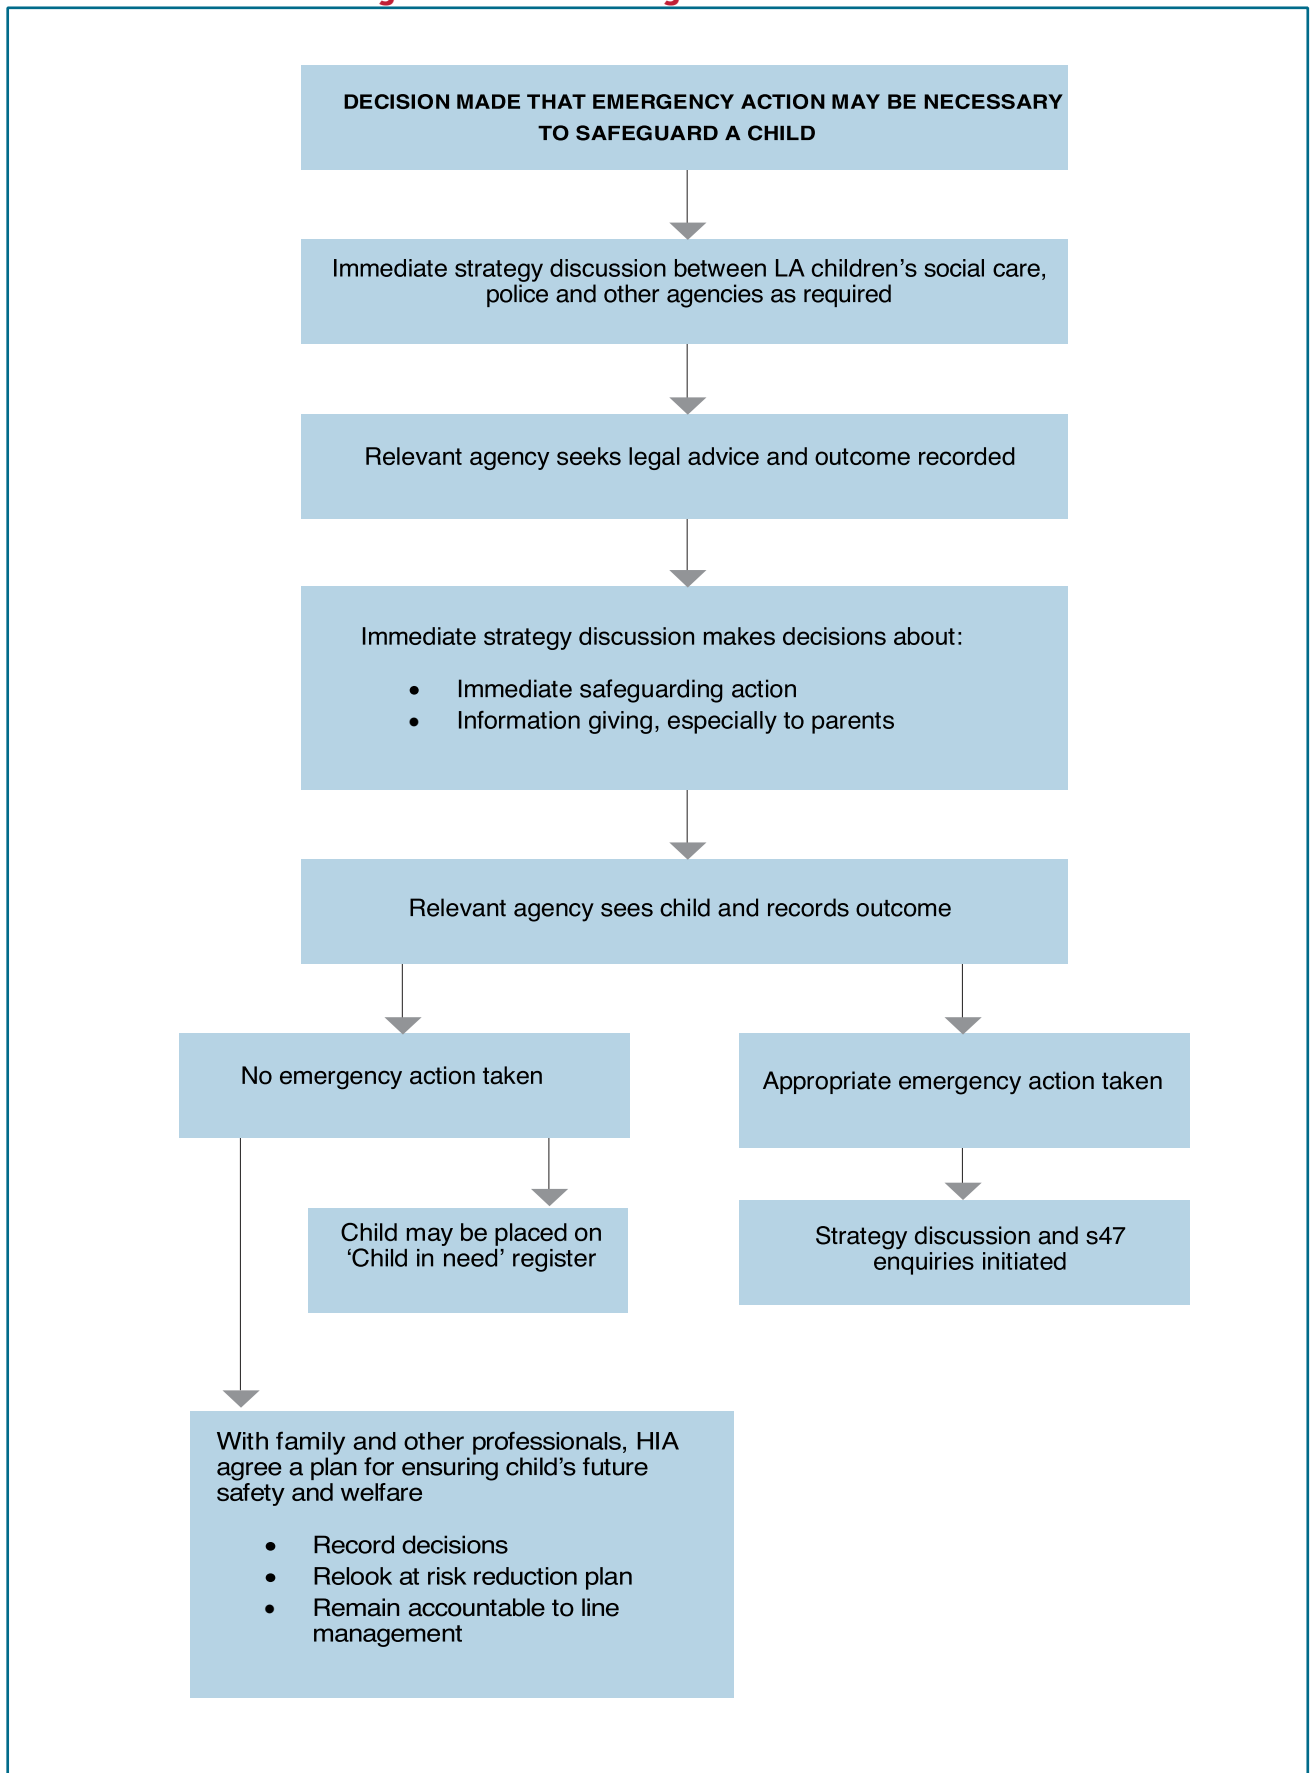 DECISION MADE THAT EMERGENCY ACTION MAY BE NECESSARY
TO SAFEGUARD A CHILD
Immediate strategy discussion between LA children’s social care,
police and other agencies as required
Relevant agency seeks legal advice and outcome recorded
Immediate strategy discussion makes decisions about:
• Immediate safeguarding action
• Information giving, especially to parents
Relevant agency sees child and records outcome
No emergency action taken
Appropriate emergency action taken
Child may be placed on
‘Child in need’ register
Strategy discussion and s47
enquiries initiated
With family and other professionals, HIA
agree a plan for ensuring child’s future
safety and welfare
• Record decisions
• Relook at risk reduction plan
• Remain accountable to line
management